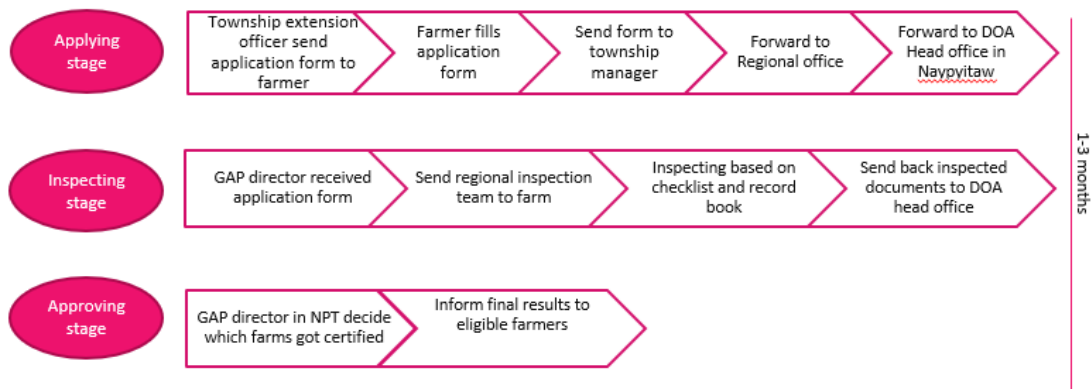 Applying
stage
Township extension
officer send
application form to
farmer
Farmer fills
application
form
Send form to
township
manager
Forward to
Regional office
Forward to DOA
Head office in
Naypyitaw
Inspecting
stage
GAP director received
application form
Send regional inspection
team to farm
Inspecting based on
checklist and record
book
Send back inspected
documents to DOA
head office
Approving
stage
GAP director in NPT decide
which farms got certified
Inform final results to
eligible farmers
1-3 months